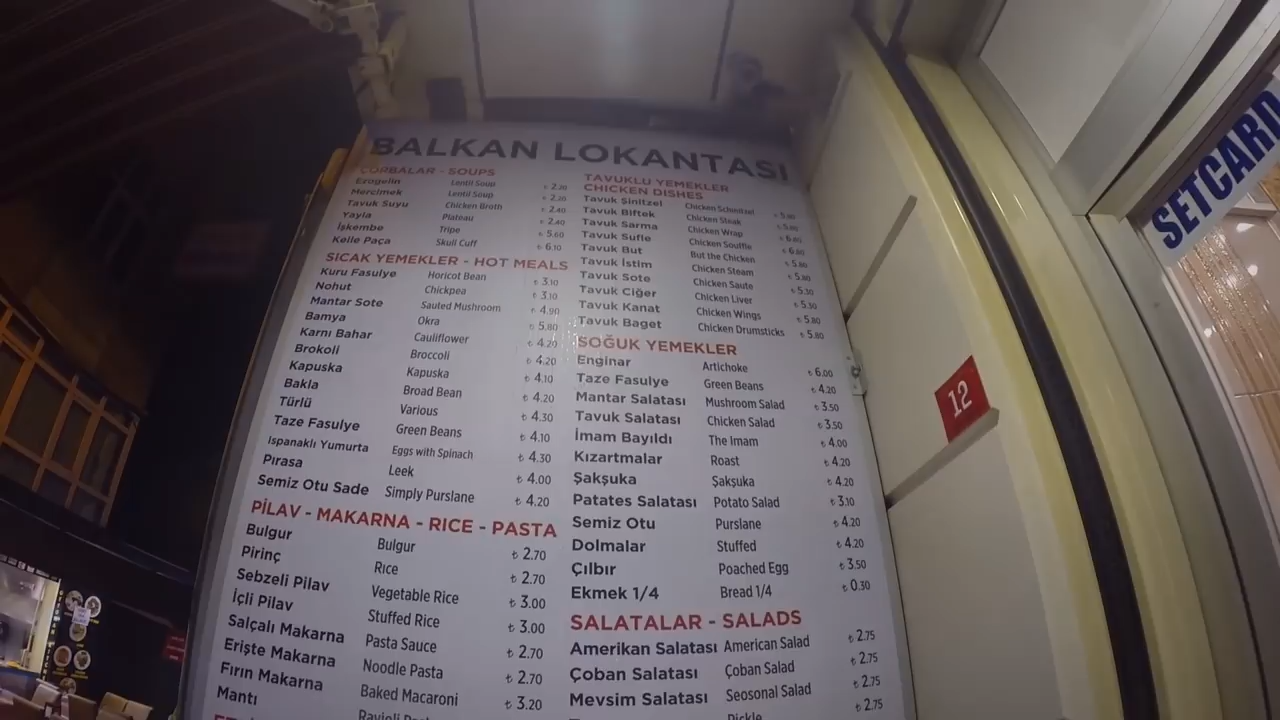 BALKAN LOKANTASI
ÇORBALAR - SOUPS
Ezogelin Lentil Soup ₺ 2.20
Mercimek Lentil Soup ₺ 2.20
Tavuk Suyu Chicken Broth ₺ 2.40
Yayla Plateau ₺ 2.40
İşkembe Tripe ₺ 5.60
Kelle Paça Skull Cuff ₺ 6.10
SICAK YEMEKLER - HOT MEALS
Kuru Fasulye Horicot Bean ₺ 3.10
Nohut Chickpea ₺ 3.10
Mantar Sote Sauted Mushroom ₺ 4.90
Bamya Okra ₺ 5.80
Karnı Bahar Cauliflower ₺ 4.20
Brokoli Broccoli ₺ 4.20
Kapuska Kapuska ₺ 4.10
Bakla Broad Bean ₺ 4.20
Türlü Various ₺ 4.30
Taze Fasulye Green Beans ₺ 4.10
Ispanaklı Yumurta Eggs with Spinach ₺ 4.30
Pırasa Leek ₺ 4.00
Semiz Otu Sade Simply Purslane ₺ 4.20
PİLAV - MAKARNA - RICE - PASTA
Bulgur Bulgur ₺ 2.70
Pirinç Rıce ₺ 2.70
Sebzeli Pilav Vegetable Rice ₺ 3.00
İçli Pilav Stuffed Rice ₺ 3.00
Salçalı Makarna Pasta Sauce ₺ 2.70
Erişte Makarna Noodle Pasta ₺ 2.70
Fırın Makarna Baked Macaroni ₺ 3.20
Mantı Ravioli
TAVUKLU YEMEKLER
CHICKEN DISHES
Tavuk Şinitzel Chicken Schnitzel
Tavuk Biftek Chicken Steak
Tavuk Sarma Chicken Wrap
Tavuk Sufle Chicken Souffle ₺ 6.60
Tavuk But But the Chicken ₺ 5.80
Tavuk İstim Chicken Steam ₺ 5.80
Tavuk Sote Chicken Saute ₺ 5.30
Tavuk Ciğer Chicken Liver ₺ 5.30
Tavuk Kanat Chicken Wings ₺ 5.80
Tavuk Baget Chicken Drumsticks ₺ 5.80
SOĞUK YEMEKLER
Enginar Artichoke ₺ 6.00
Taze Fasulye Green Beans ₺ 4.20
Mantar Salatası Mushroom Salad ₺ 3.50
Tavuk Salatası Chicken Salad ₺ 3.50
İmam Bayıldı The Imam ₺ 4.00
Kızartmalar Roast ₺ 4.20
Şakşuka Şakşuka ₺ 4.20
Patates Salatası Potato Salad ₺ 3.10
Semiz Otu Purslane ₺ 4.20
Dolmalar Stuffed ₺ 4.20
Çılbır Poached Egg ₺ 3.50
Ekmek 1/4 Bread 1/4 ₺ 0.30
SALATALAR - SALADS
Amerikan Salatası American Salad ₺ 2.75
Çoban Salatası Çoban Salad ₺ 2.75
Mevsim Salatası Seosonal Salad ₺ 2.75
Pickle ₺ 2.75
12
SETCARD